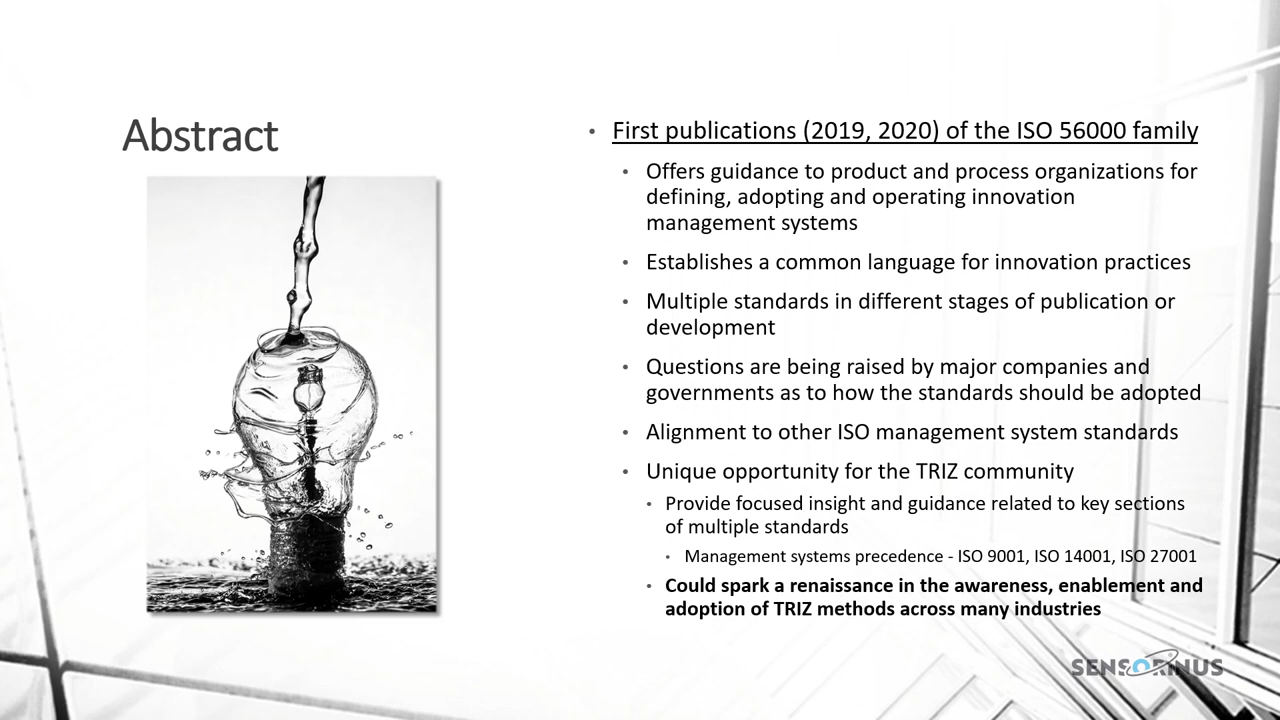 Abstract
• First publications (2019, 2020) of the ISO 56000 family
• Offers guidance to product and process organizations for
defining, adopting and operating innovation
management systems
• Establishes a common language for innovation practices
• Multiple standards in different stages of publication or
development
• Questions are being raised by major companies and
governments as to how the standards should be adopted
• Alignment to other ISO management system standards
• Unique opportunity for the TRIZ community
• Provide focused insight and guidance related to key sections
of multiple standards
• Management systems precedence - ISO 9001, ISO 14001, ISO 27001
• Could spark a renaissance in the awareness, enablement and
adoption of TRIZ methods across many industries
SENSORINUS